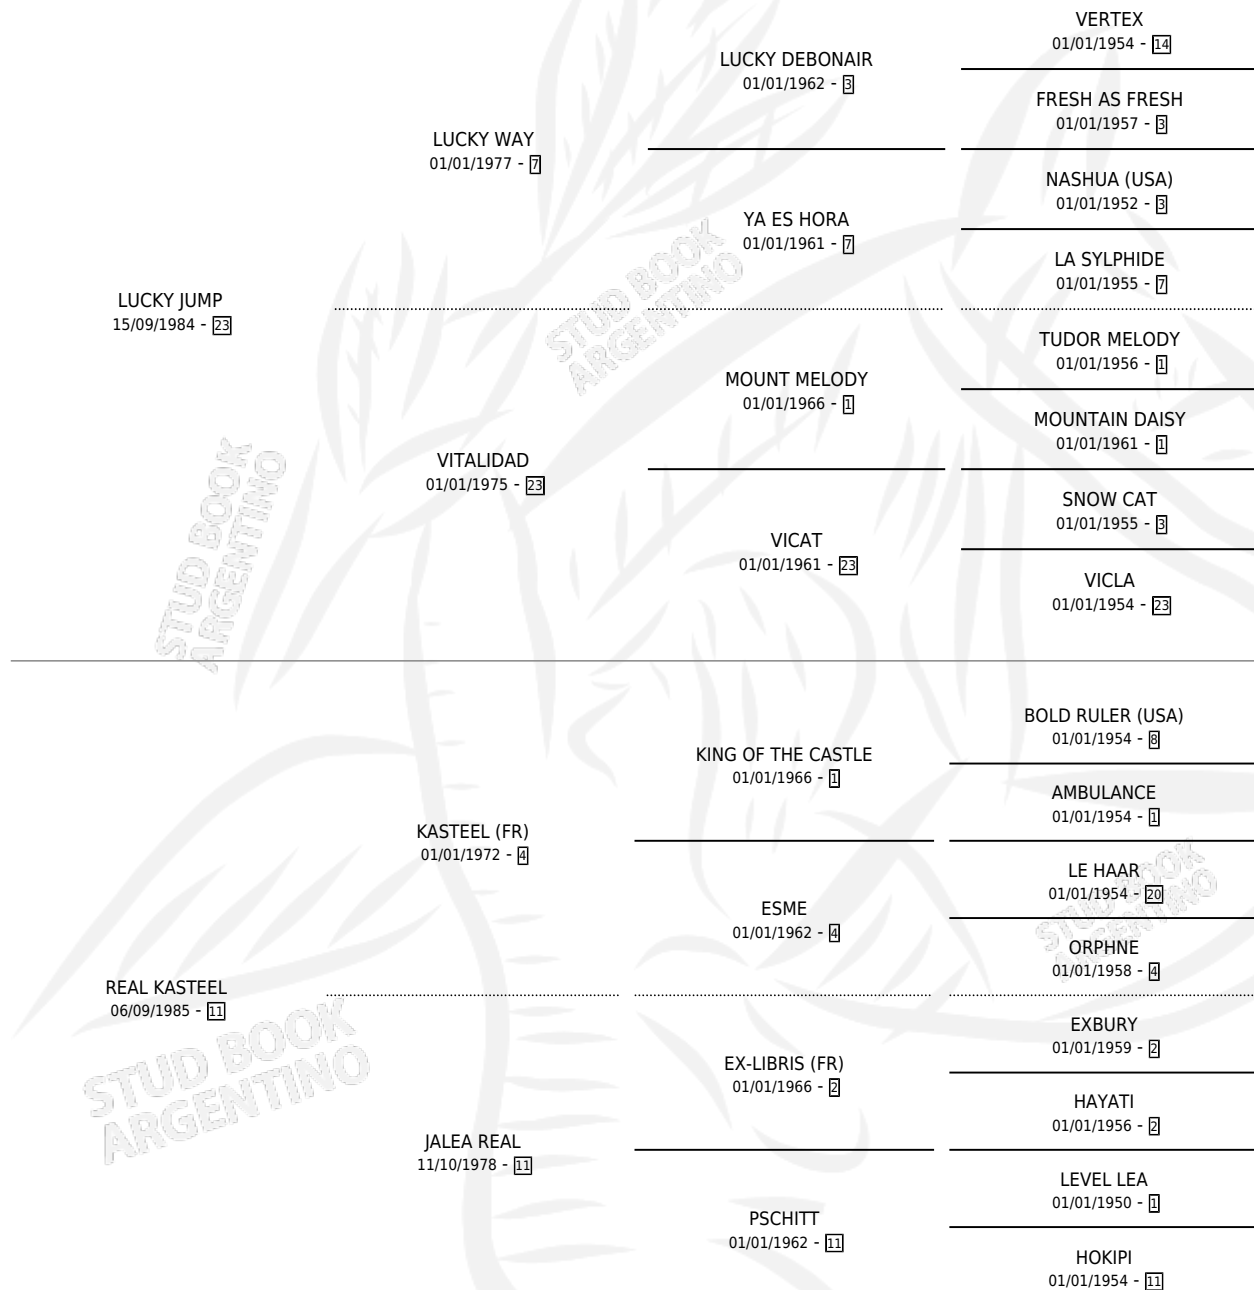 VERTEX
01/01/1954 - 14
LUCKY DEBONAIR
01/01/1962 - 3
FRESH AS FRESH
01/01/1957 - 3
LUCKY WAY
01/01/1977 - 7
NASHUA (USA)
01/01/1952 - 3
YA ES HORA
01/01/1961 - 7
LA SYLPHIDE
01/01/1955 - 7
LUCKY JUMP
15/09/1984 - 23
TUDOR MELODY
01/01/1956 - 1
MOUNT MELODY
01/01/1966 - 1
MOUNTAIN DAISY
01/01/1961 - 1
VITALIDAD
01/01/1975 - 23
SNOW CAT
01/01/1955 - 3
VICAT
01/01/1961 - 23
VICLA
01/01/1954 - 23
BOLD RULER (USA)
01/01/1954 - 8
KING OF THE CASTLE
01/01/1966 - 1
AMBULANCE
01/01/1954 - 1
KASTEEL (FR)
01/01/1972 - 4
LE HAAR
01/01/1954 - 20
ESME
01/01/1962 - 4
ORPHNE
01/01/1958 - 4
REAL KASTEEL
06/09/1985 - 11
EXBURY
01/01/1959 - 2
EX-LIBRIS (FR)
01/01/1966 - 2
HAYATI
01/01/1956 - 2
JALEA REAL
11/10/1978 - 11
LEVEL LEA
01/01/1950 - 1
PSCHITT
01/01/1962 - 11
HOKIPI
01/01/1954 - 11
STUD BOOK
ARGENTINO
STUD BOOK
ARGENTINO
STUD BOOK
ARGENTINO
STUD BOOK
ARGENTINO